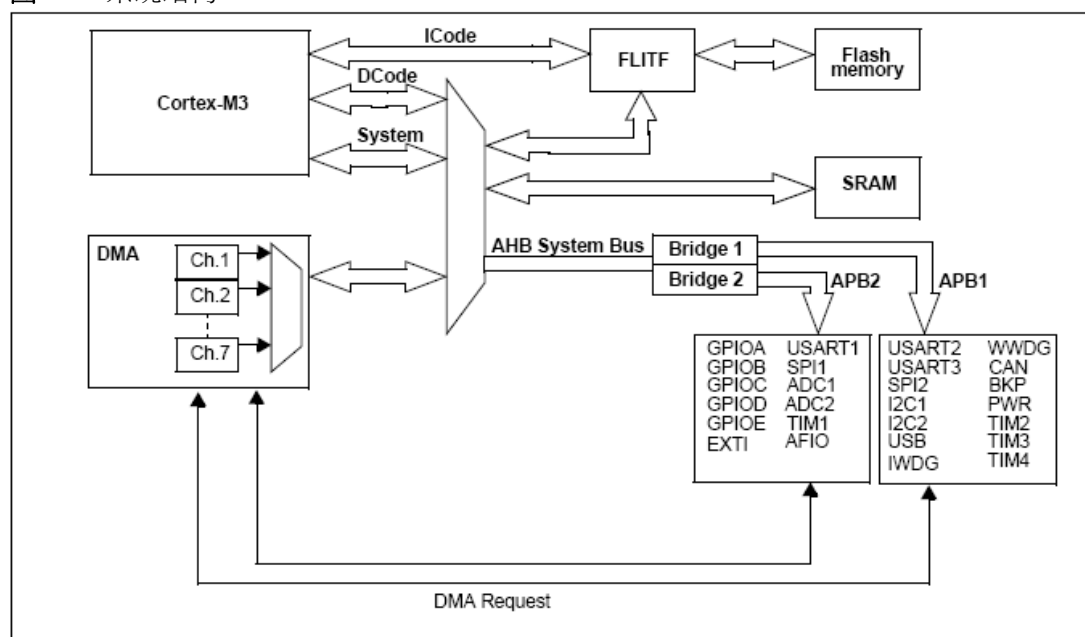 ICode
FLITF
Flash
memory
DCode
Cortex-M3
System
SRAM
DMA
Ch.1
Ch.2
Ch.7
AHB System Bus
Bridge 1
Bridge 2
APB2
APB1
GPIOA USART1
GPIOB SPI1
GPIOC ADC1
GPIOD ADC2
GPIOE TIM1
EXTI AFIO
USART2 WWDG
USART3 CAN
SPI2 BKP
I2C1 PWR
I2C2 TIM2
USB TIM3
IWDG TIM4
DMA Request